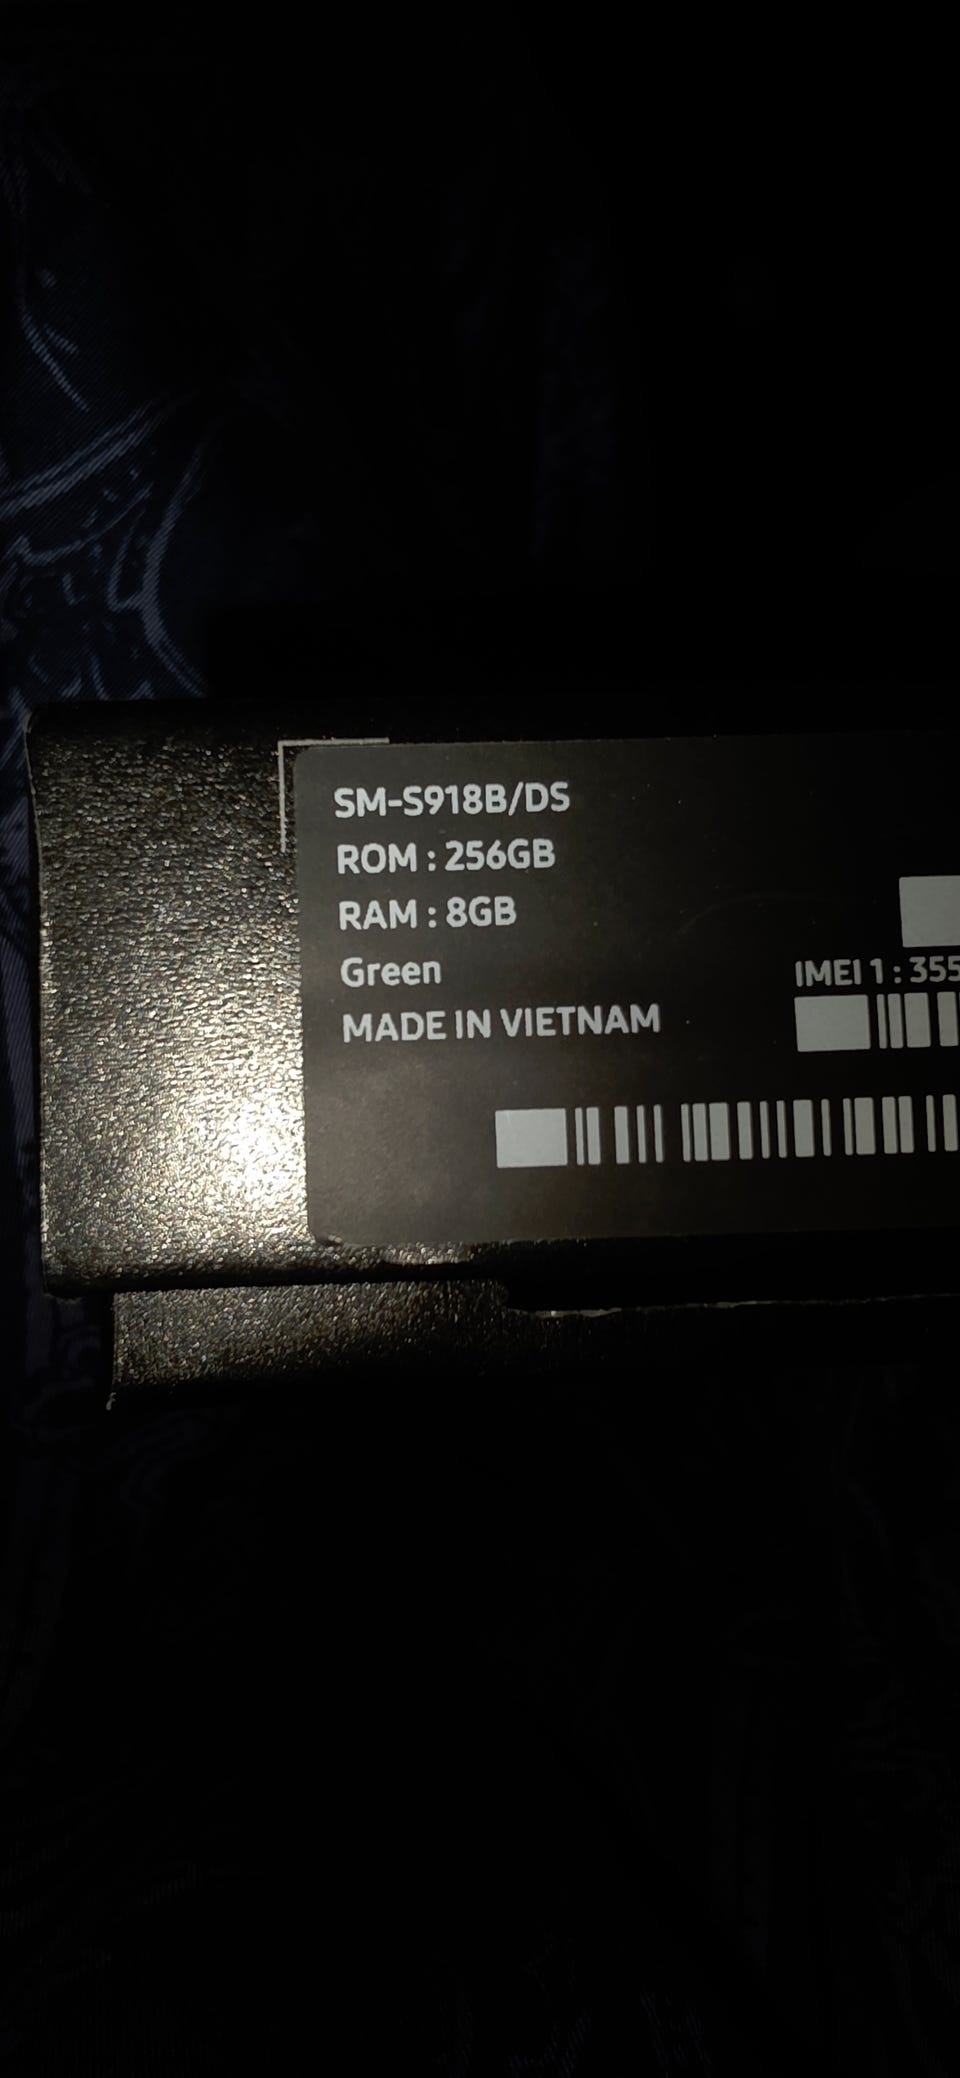 SM-S918B/DS
ROM : 256GB
RAM : 8GB
Green
MADE IN VIETNAM
IMEI 1 : 355